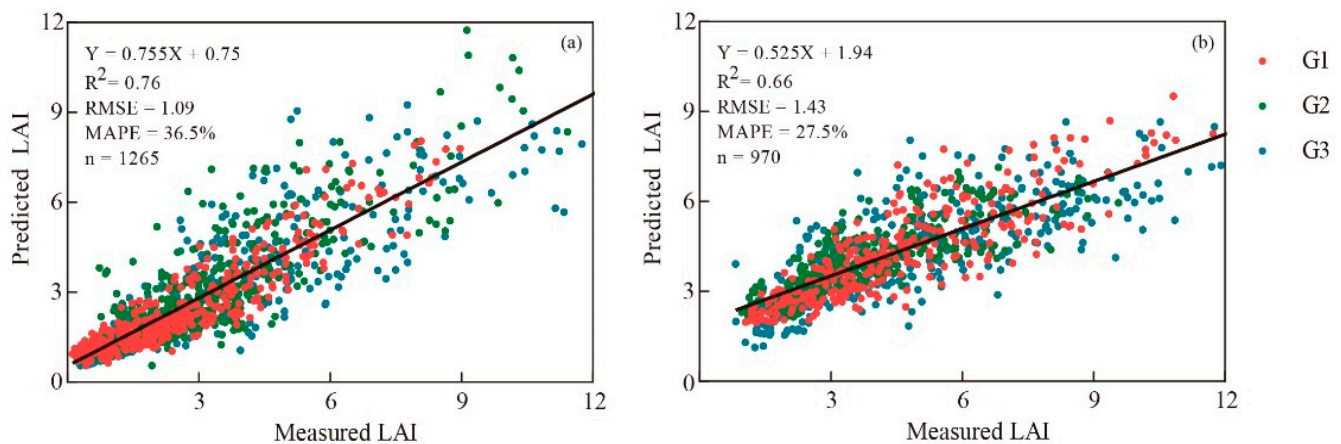 12
9
6
3
0
Predicted LAI
Y = 0.755X + 0.75
R² = 0.76
RMSE = 1.09
MAPE = 36.5%
n = 1265
(a)
3
6
9
12
Measured LAI
12
9
6
3
0
Predicted LAI
Y = 0.525X + 1.94
R² = 0.66
RMSE = 1.43
MAPE = 27.5%
n = 970
(b)
3
6
9
12
Measured LAI
G1
G2
G3